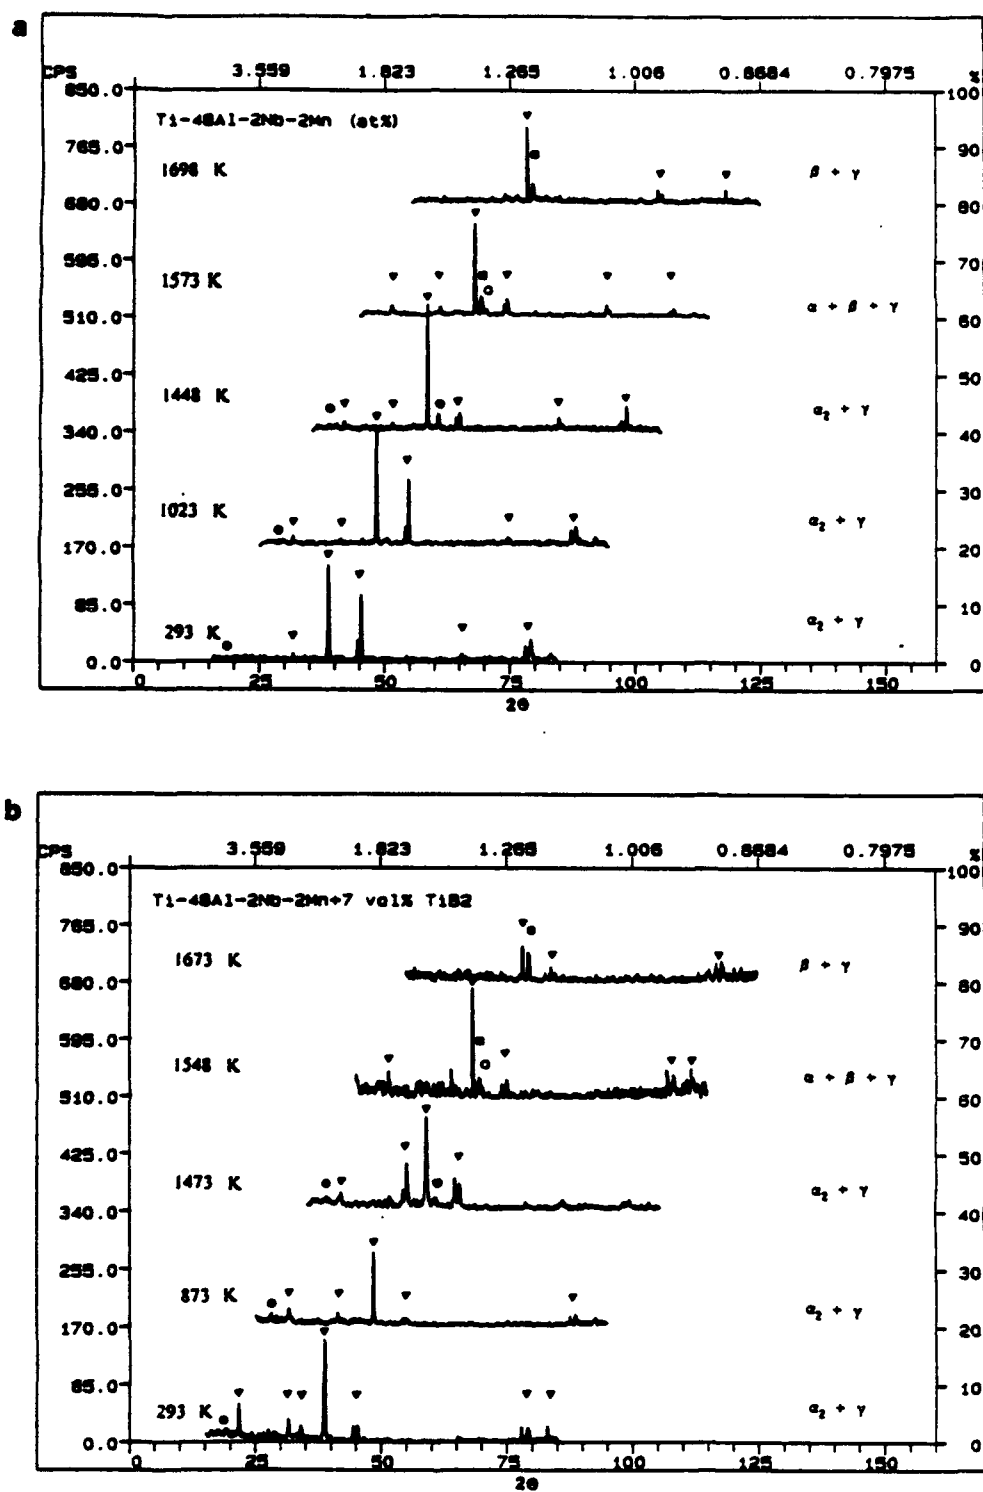 a
CPS 3.559 1.823 1.265 1.006 0.8684 0.7975 %
850.0 100
Ti-48Al-2Nb-2Mn (at%)
765.0 90
1698 K β + γ
680.0 80
595.0 70
1573 K α + β + γ
510.0 60
425.0 50
1448 K α₂ + γ
340.0 40
255.0 30
1023 K α₂ + γ
170.0 20
85.0 10
293 K α₂ + γ
0.0 0
0 25 50 75 100 125 150
2θ
b
CPS 3.559 1.823 1.265 1.006 0.8684 0.7975 %
850.0 100
Ti-48Al-2Nb-2Mn+7 vol% TiB2
765.0 90
1673 K β + γ
680.0 80
595.0 70
1548 K α + β + γ
510.0 60
425.0 50
1473 K α₂ + γ
340.0 40
255.0 30
873 K α₂ + γ
170.0 20
85.0 10
293 K α₂ + γ
0.0 0
0 25 50 75 100 125 150
2θ